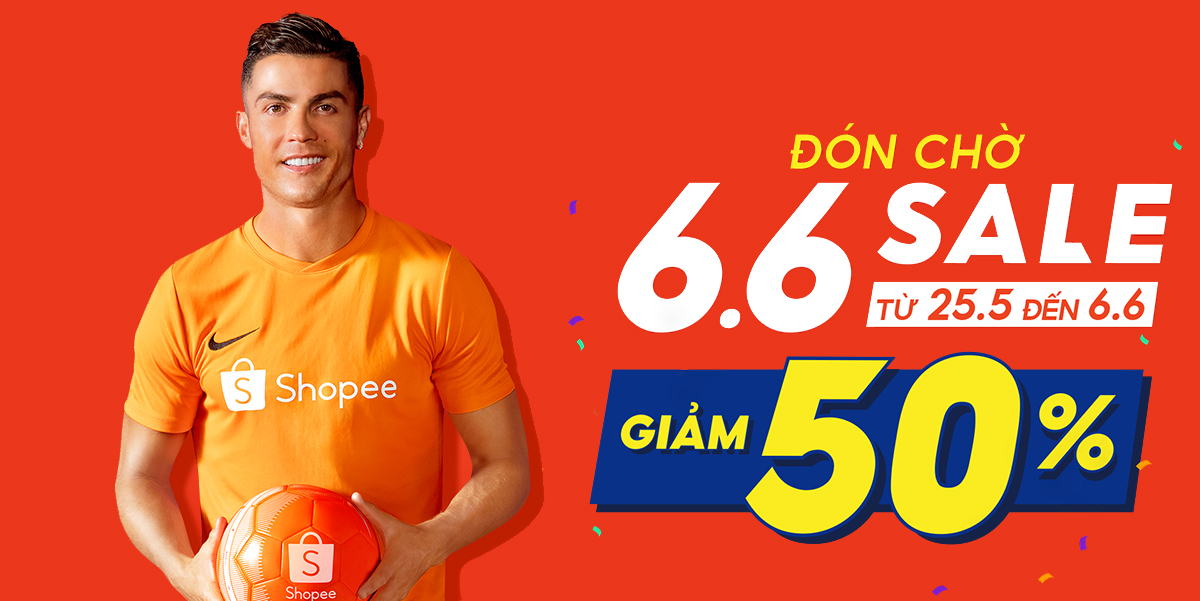 ĐÓN CHỜ
6.6 SALE
TỪ 25.5 ĐẾN 6.6
GIẢM 50%
S Shopee
S
Shopee